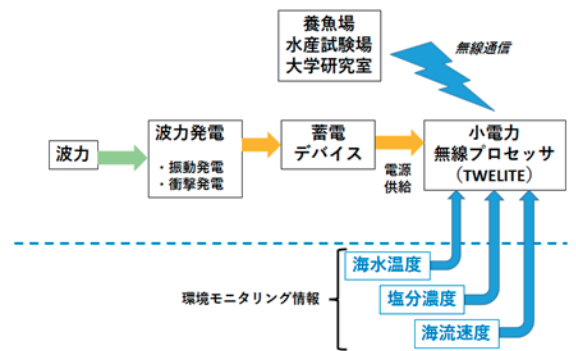 養魚場
水産試験場
大学研究室
無線通信
波力
波力発電
・振動発電
・衝撃発電
蓄電
デバイス
電源
供給
小電力
無線プロセッサ
（TWELITE）
環境モニタリング情報
海水温度
塩分濃度
海流速度